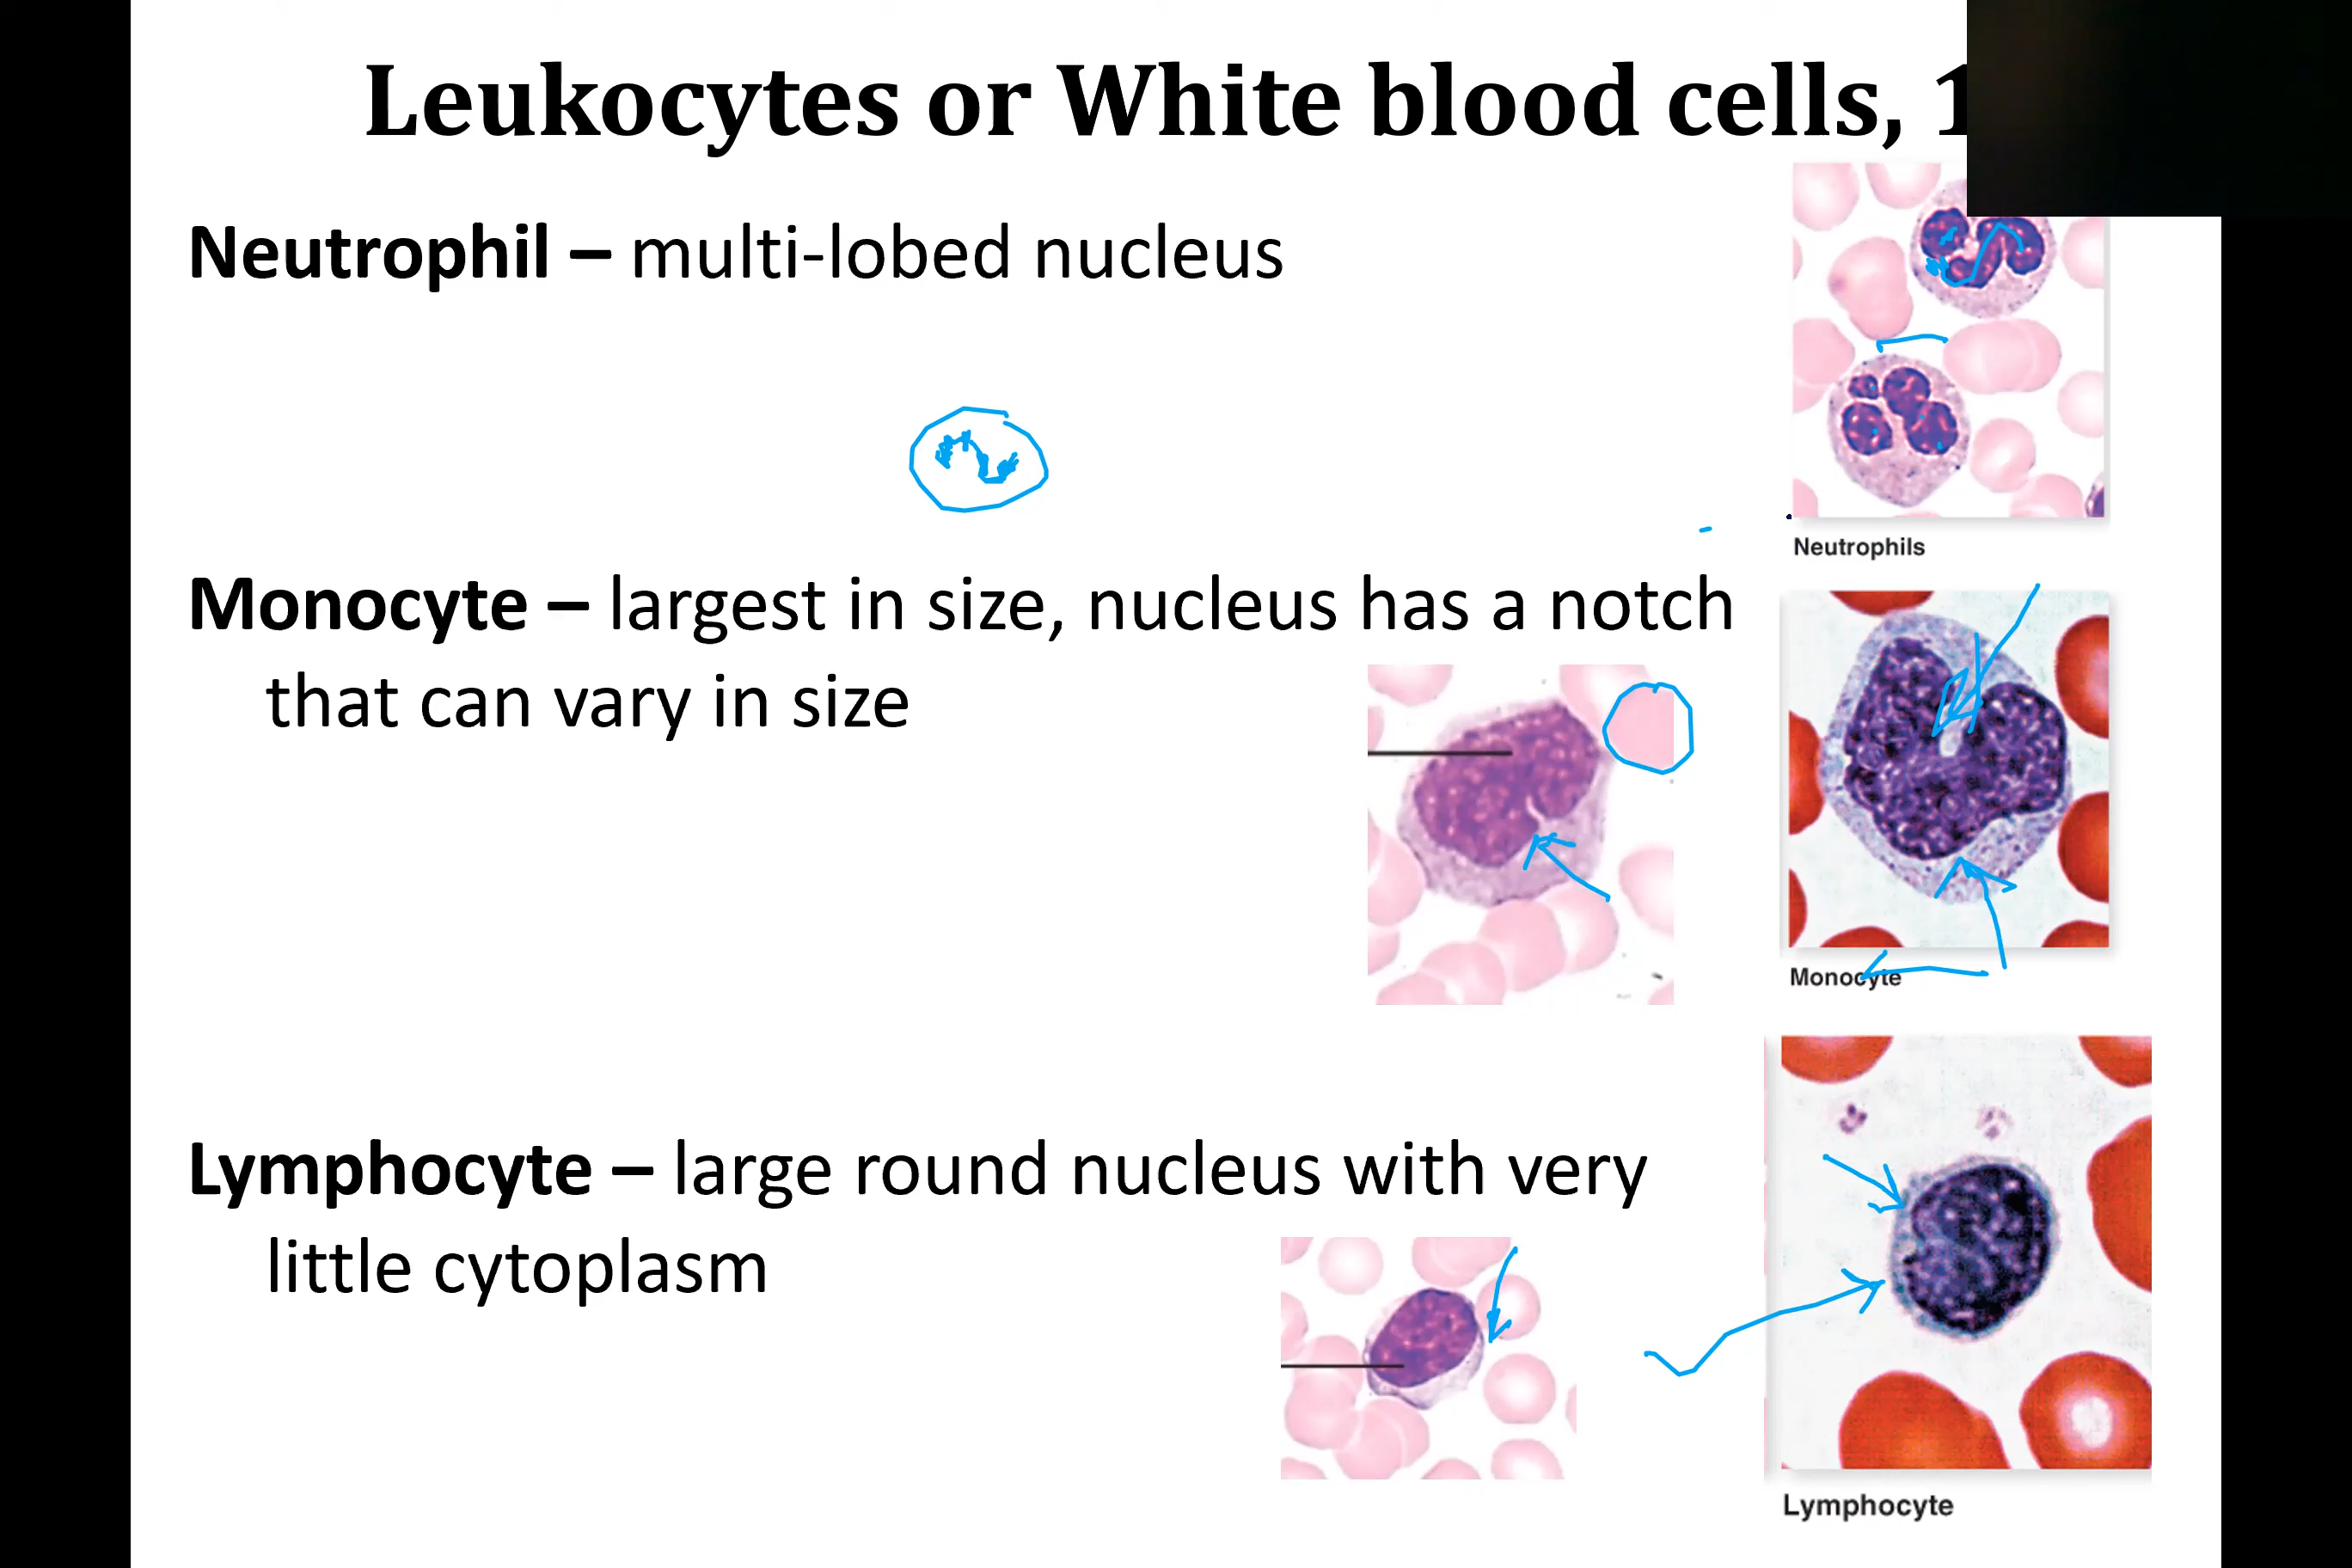 Leukocytes or White blood cells, 1
Neutrophil – multi-lobed nucleus
Neutrophils
Monocyte – largest in size, nucleus has a notch
that can vary in size
Monocyte
Lymphocyte – large round nucleus with very
little cytoplasm
Lymphocyte